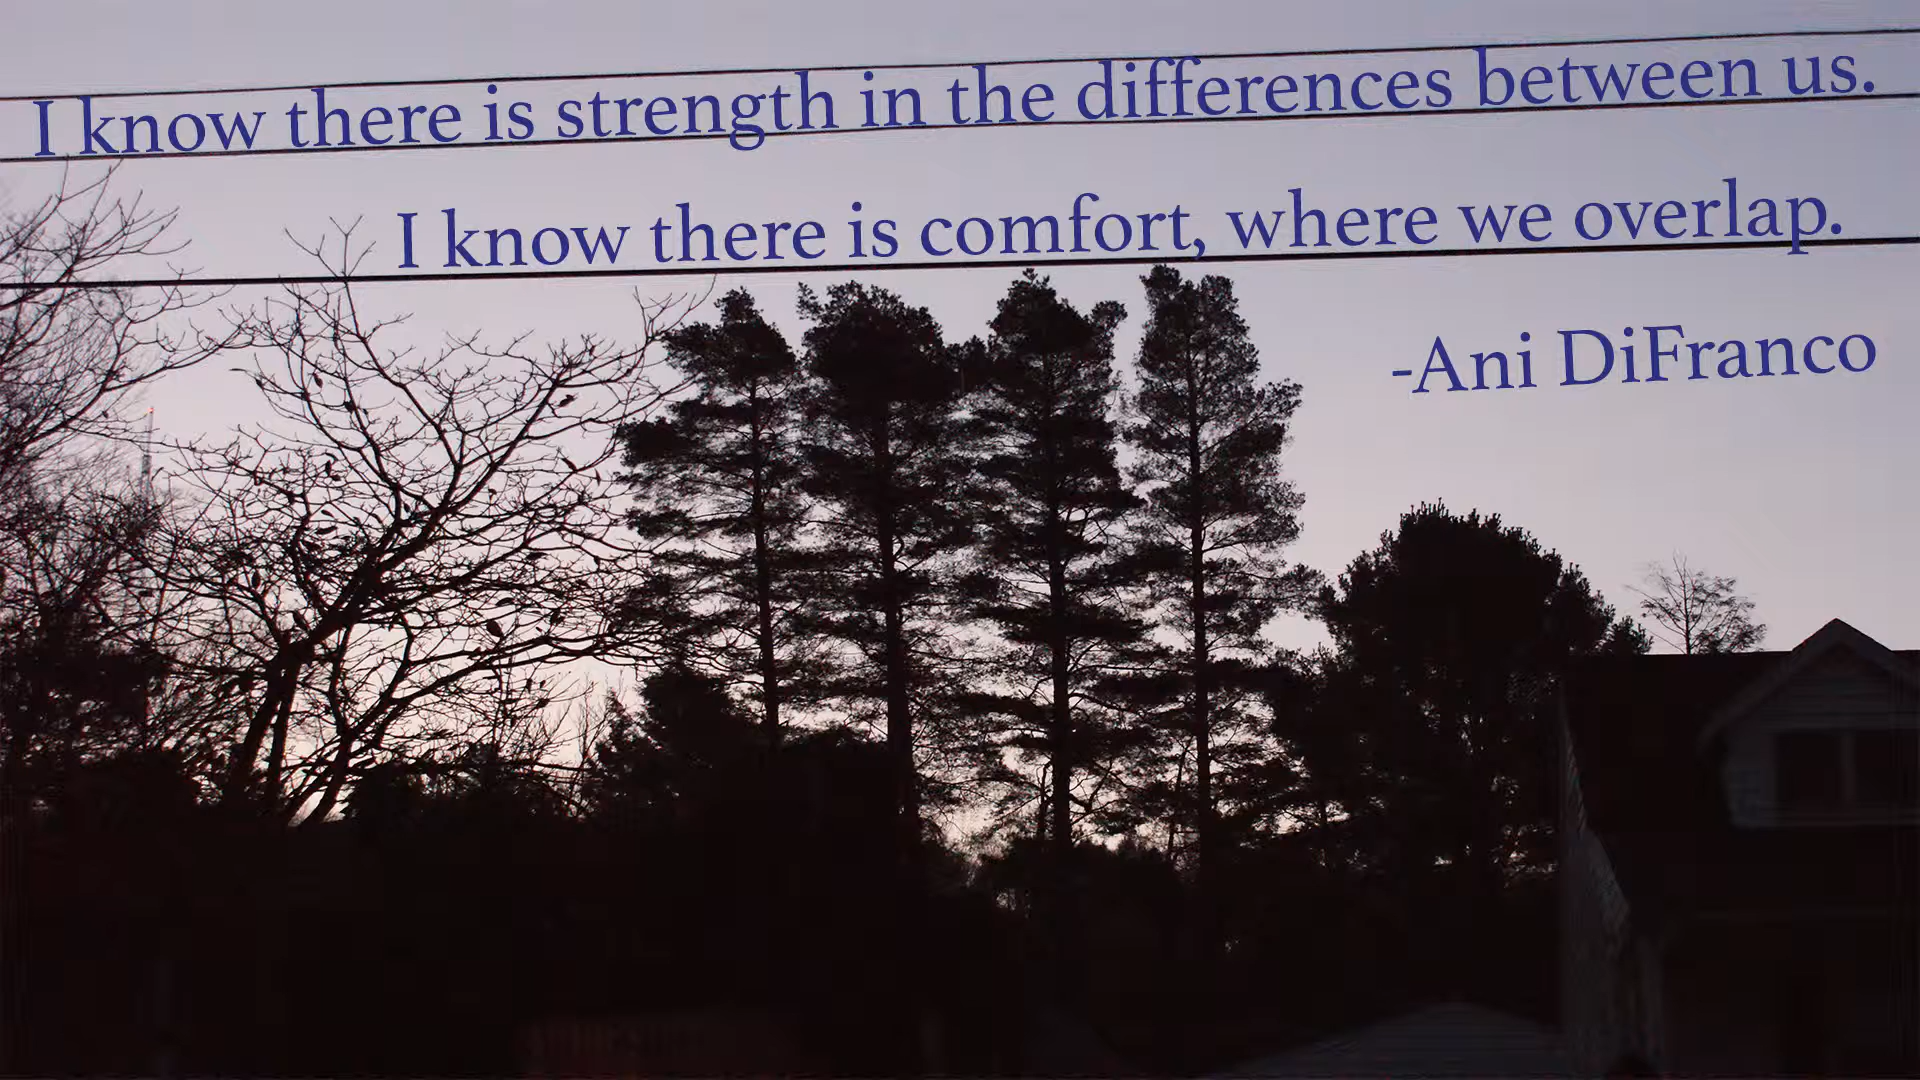 I know there is strength in the differences between us.
I know there is comfort, where we overlap.
-Ani DiFranco